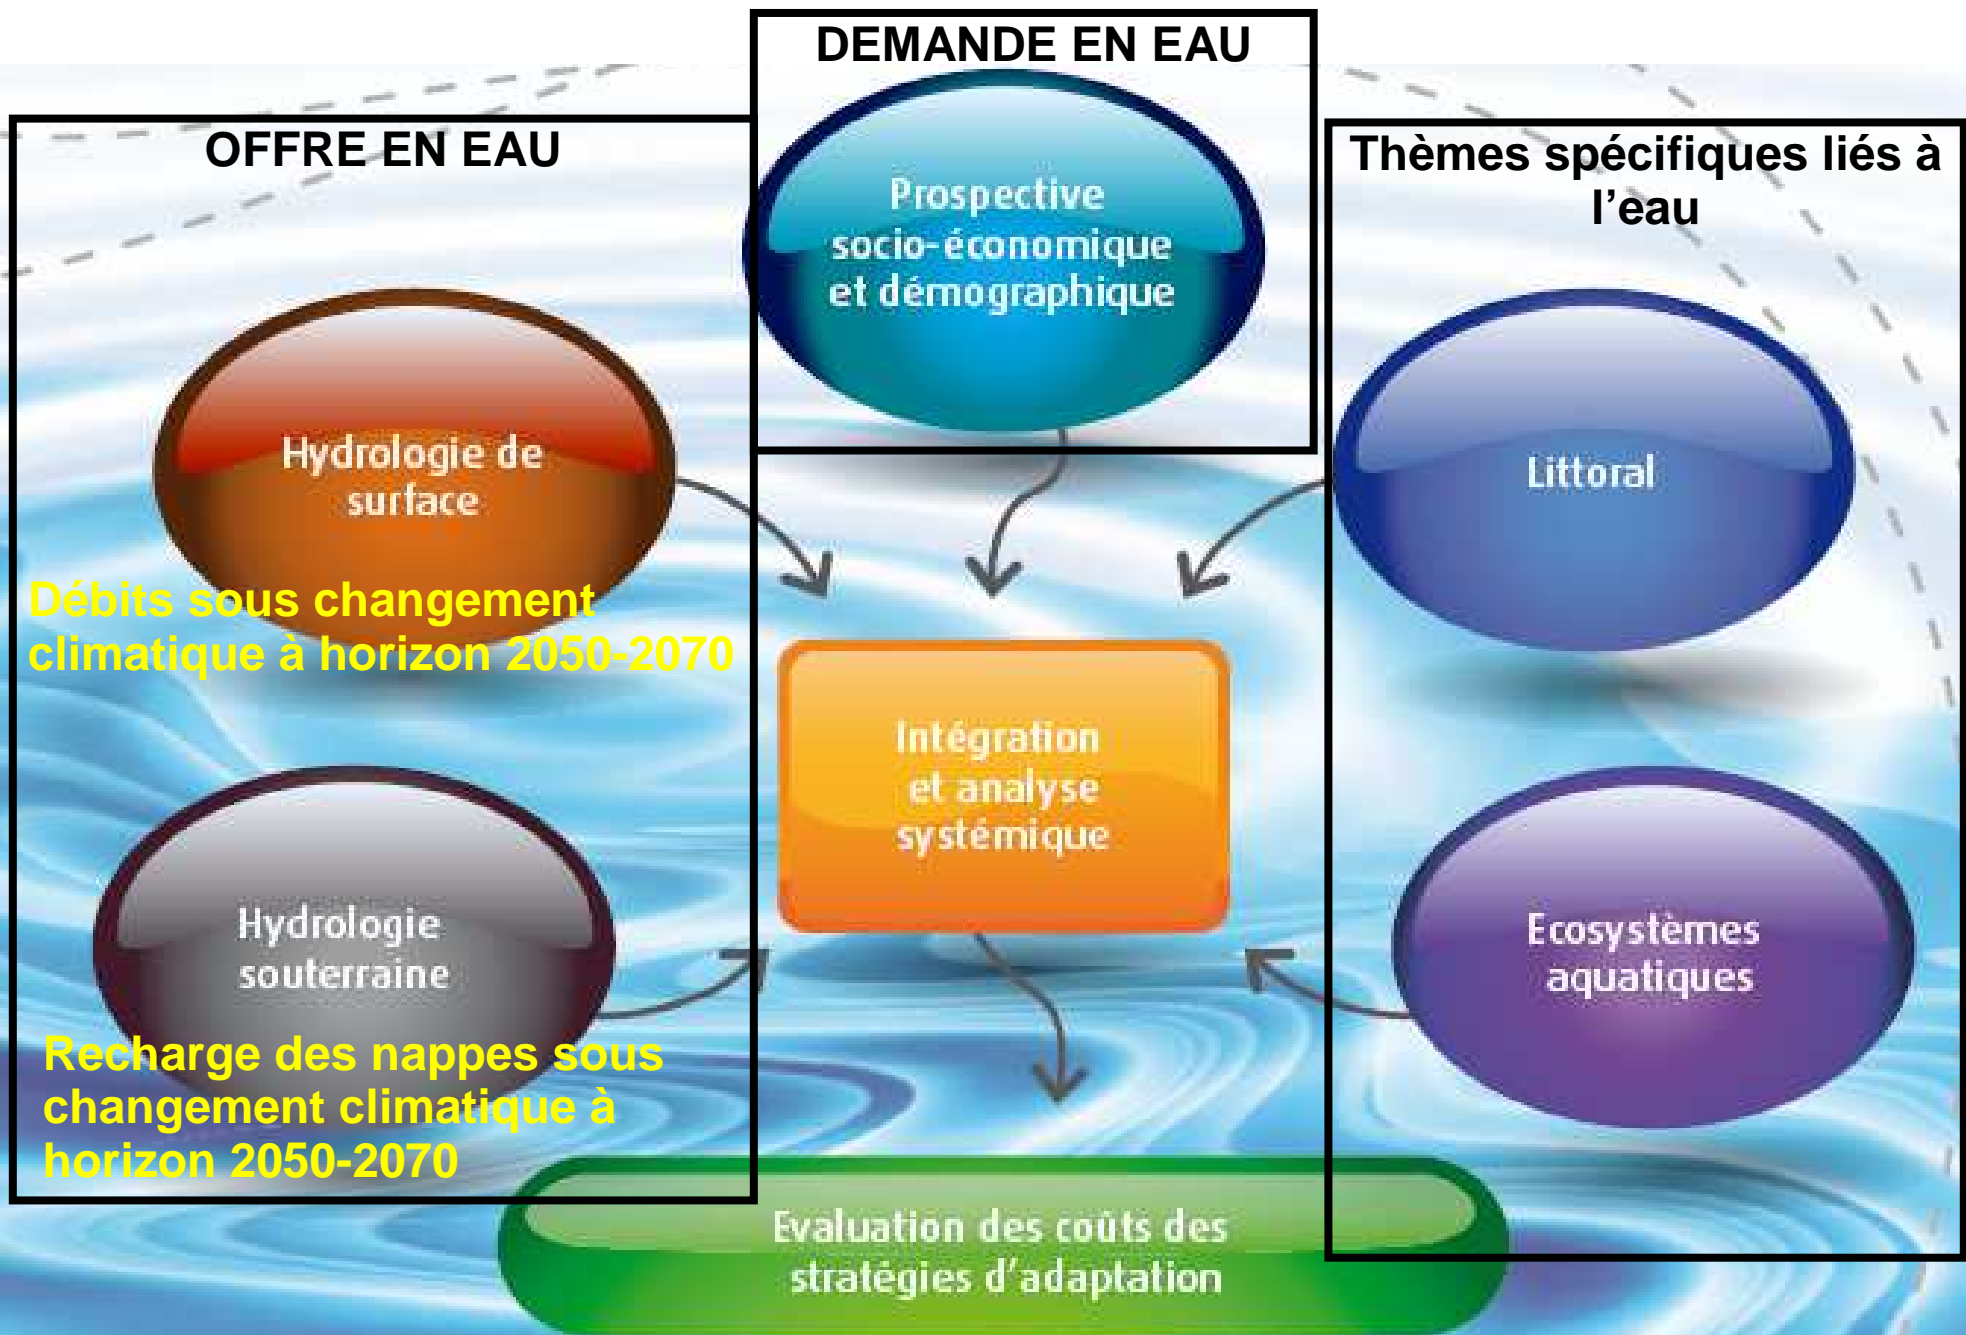 DEMANDE EN EAU
Prospective
socio-économique
et démographique
OFFRE EN EAU
Hydrologie de
surface
Débits sous changement
climatique à horizon 2050-2070
Hydrologie
souterraine
Recharge des nappes sous
changement climatique à
horizon 2050-2070
Thèmes spécifiques liés à
l’eau
Littoral
Ecosystèmes
aquatiques
Intégration
et analyse
systémique
Evaluation des coûts des
stratégies d’adaptation